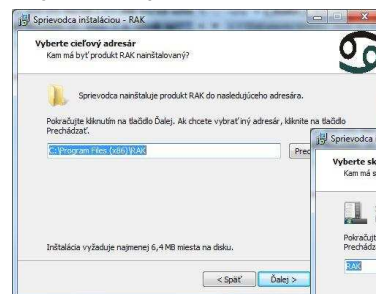 Sprievodca inštaláciou - RAK
Vyberte cieľový adresár
Kam má byť produkt RAK nainštalovaný?
Sprievodca nainštaluje produkt RAK do nasledujúceho adresára.
Pokračujte kliknutím na tlačidlo Ďalej. Ak chcete vybrať iný adresár, kliknite na tlačidlo
Prechádzať.
C:\Program Files (x86)\RAK
Prec
Inštalácia vyžaduje najmenej 6,4 MB miesta na disku.
< Späť
Ďalej >
Sprievodca
Vyberte sk
Kam má s
Pokračujt
Prechádza
RAK